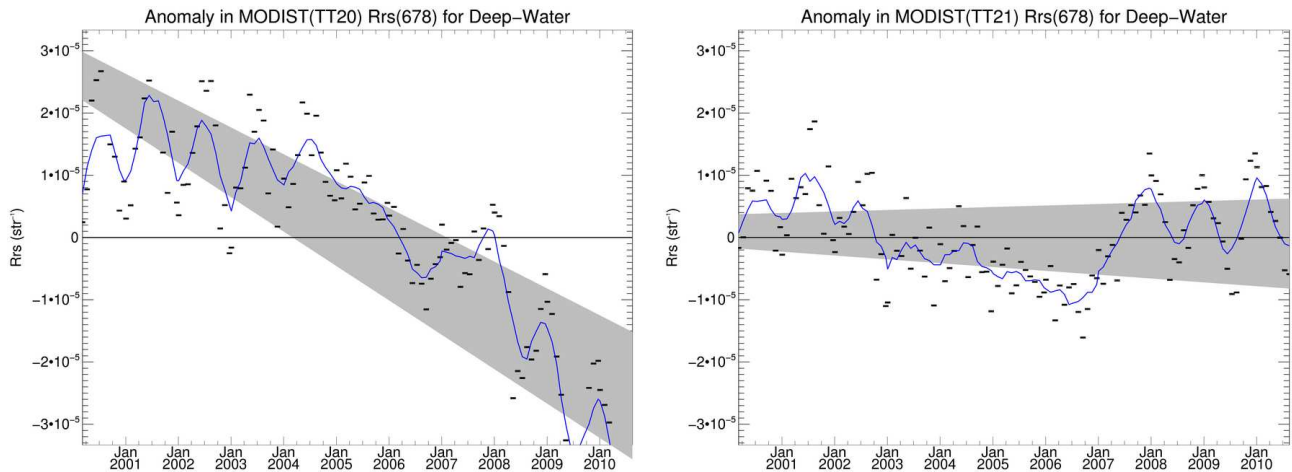 Anomaly in MODIST(TT20) Rrs(678) for Deep−Water
3•10⁻⁵
2•10⁻⁵
1•10⁻⁵
0
−1•10⁻⁵
−2•10⁻⁵
−3•10⁻⁵
Rrs (str⁻¹)
Jan Jan Jan Jan Jan Jan Jan Jan Jan Jan
2001 2002 2003 2004 2005 2006 2007 2008 2009 2010
Anomaly in MODIST(TT21) Rrs(678) for Deep−Water
3•10⁻⁵
2•10⁻⁵
1•10⁻⁵
0
−1•10⁻⁵
−2•10⁻⁵
−3•10⁻⁵
Rrs (str⁻¹)
Jan Jan Jan Jan Jan Jan Jan Jan Jan Jan
2001 2002 2003 2004 2005 2006 2007 2008 2009 2010